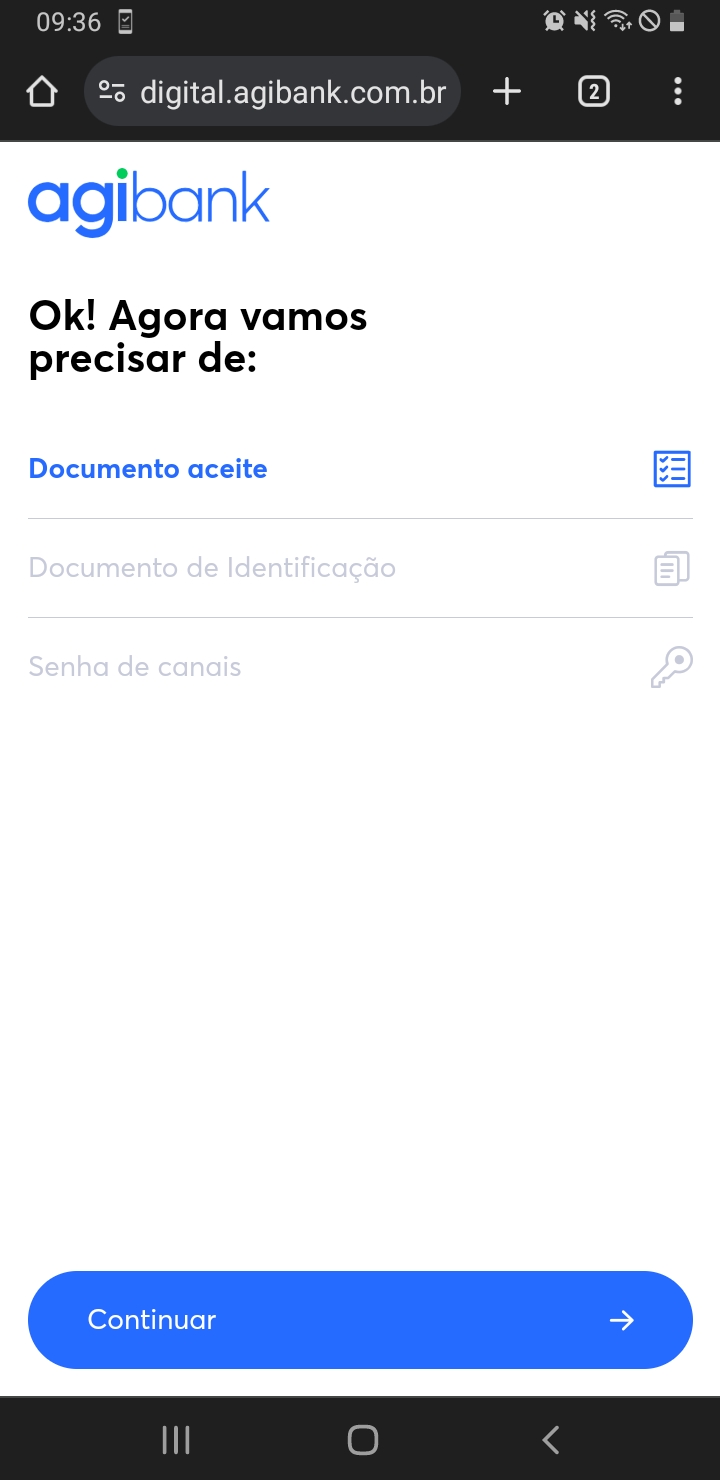 09:36
digital.agibank.com.br
2
agibank
Ok! Agora vamos
precisar de:
Documento aceite
Documento de Identificação
Senha de canais
Continuar